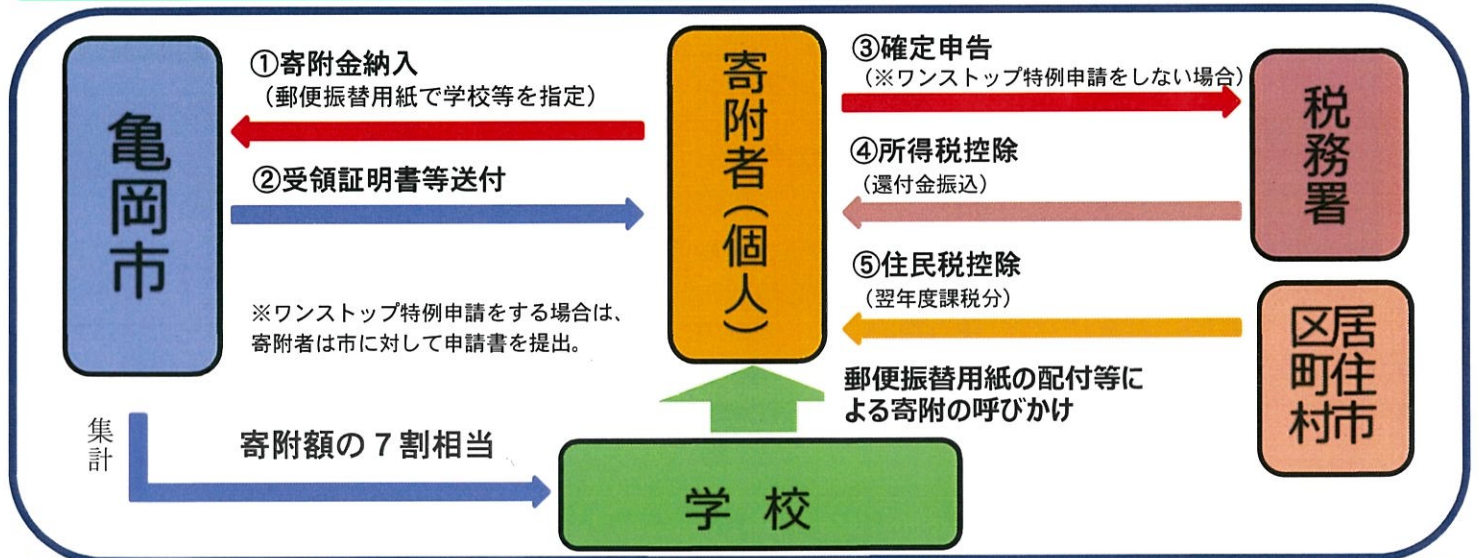 亀岡市
①寄附金納入
（郵便振替用紙で学校等を指定）
②受領証明書等送付
※ワンストップ特例申請をする場合は、
寄附者は市に対して申請書を提出。
寄附者（個人）
③確定申告
（※ワンストップ特例申請をしない場合）
④所得税控除
（還付金振込）
⑤住民税控除
（翌年度課税分）
税務署
居住市
区町村
郵便振替用紙の配付等に
よる寄附の呼びかけ
集計
寄附額の７割相当
学校